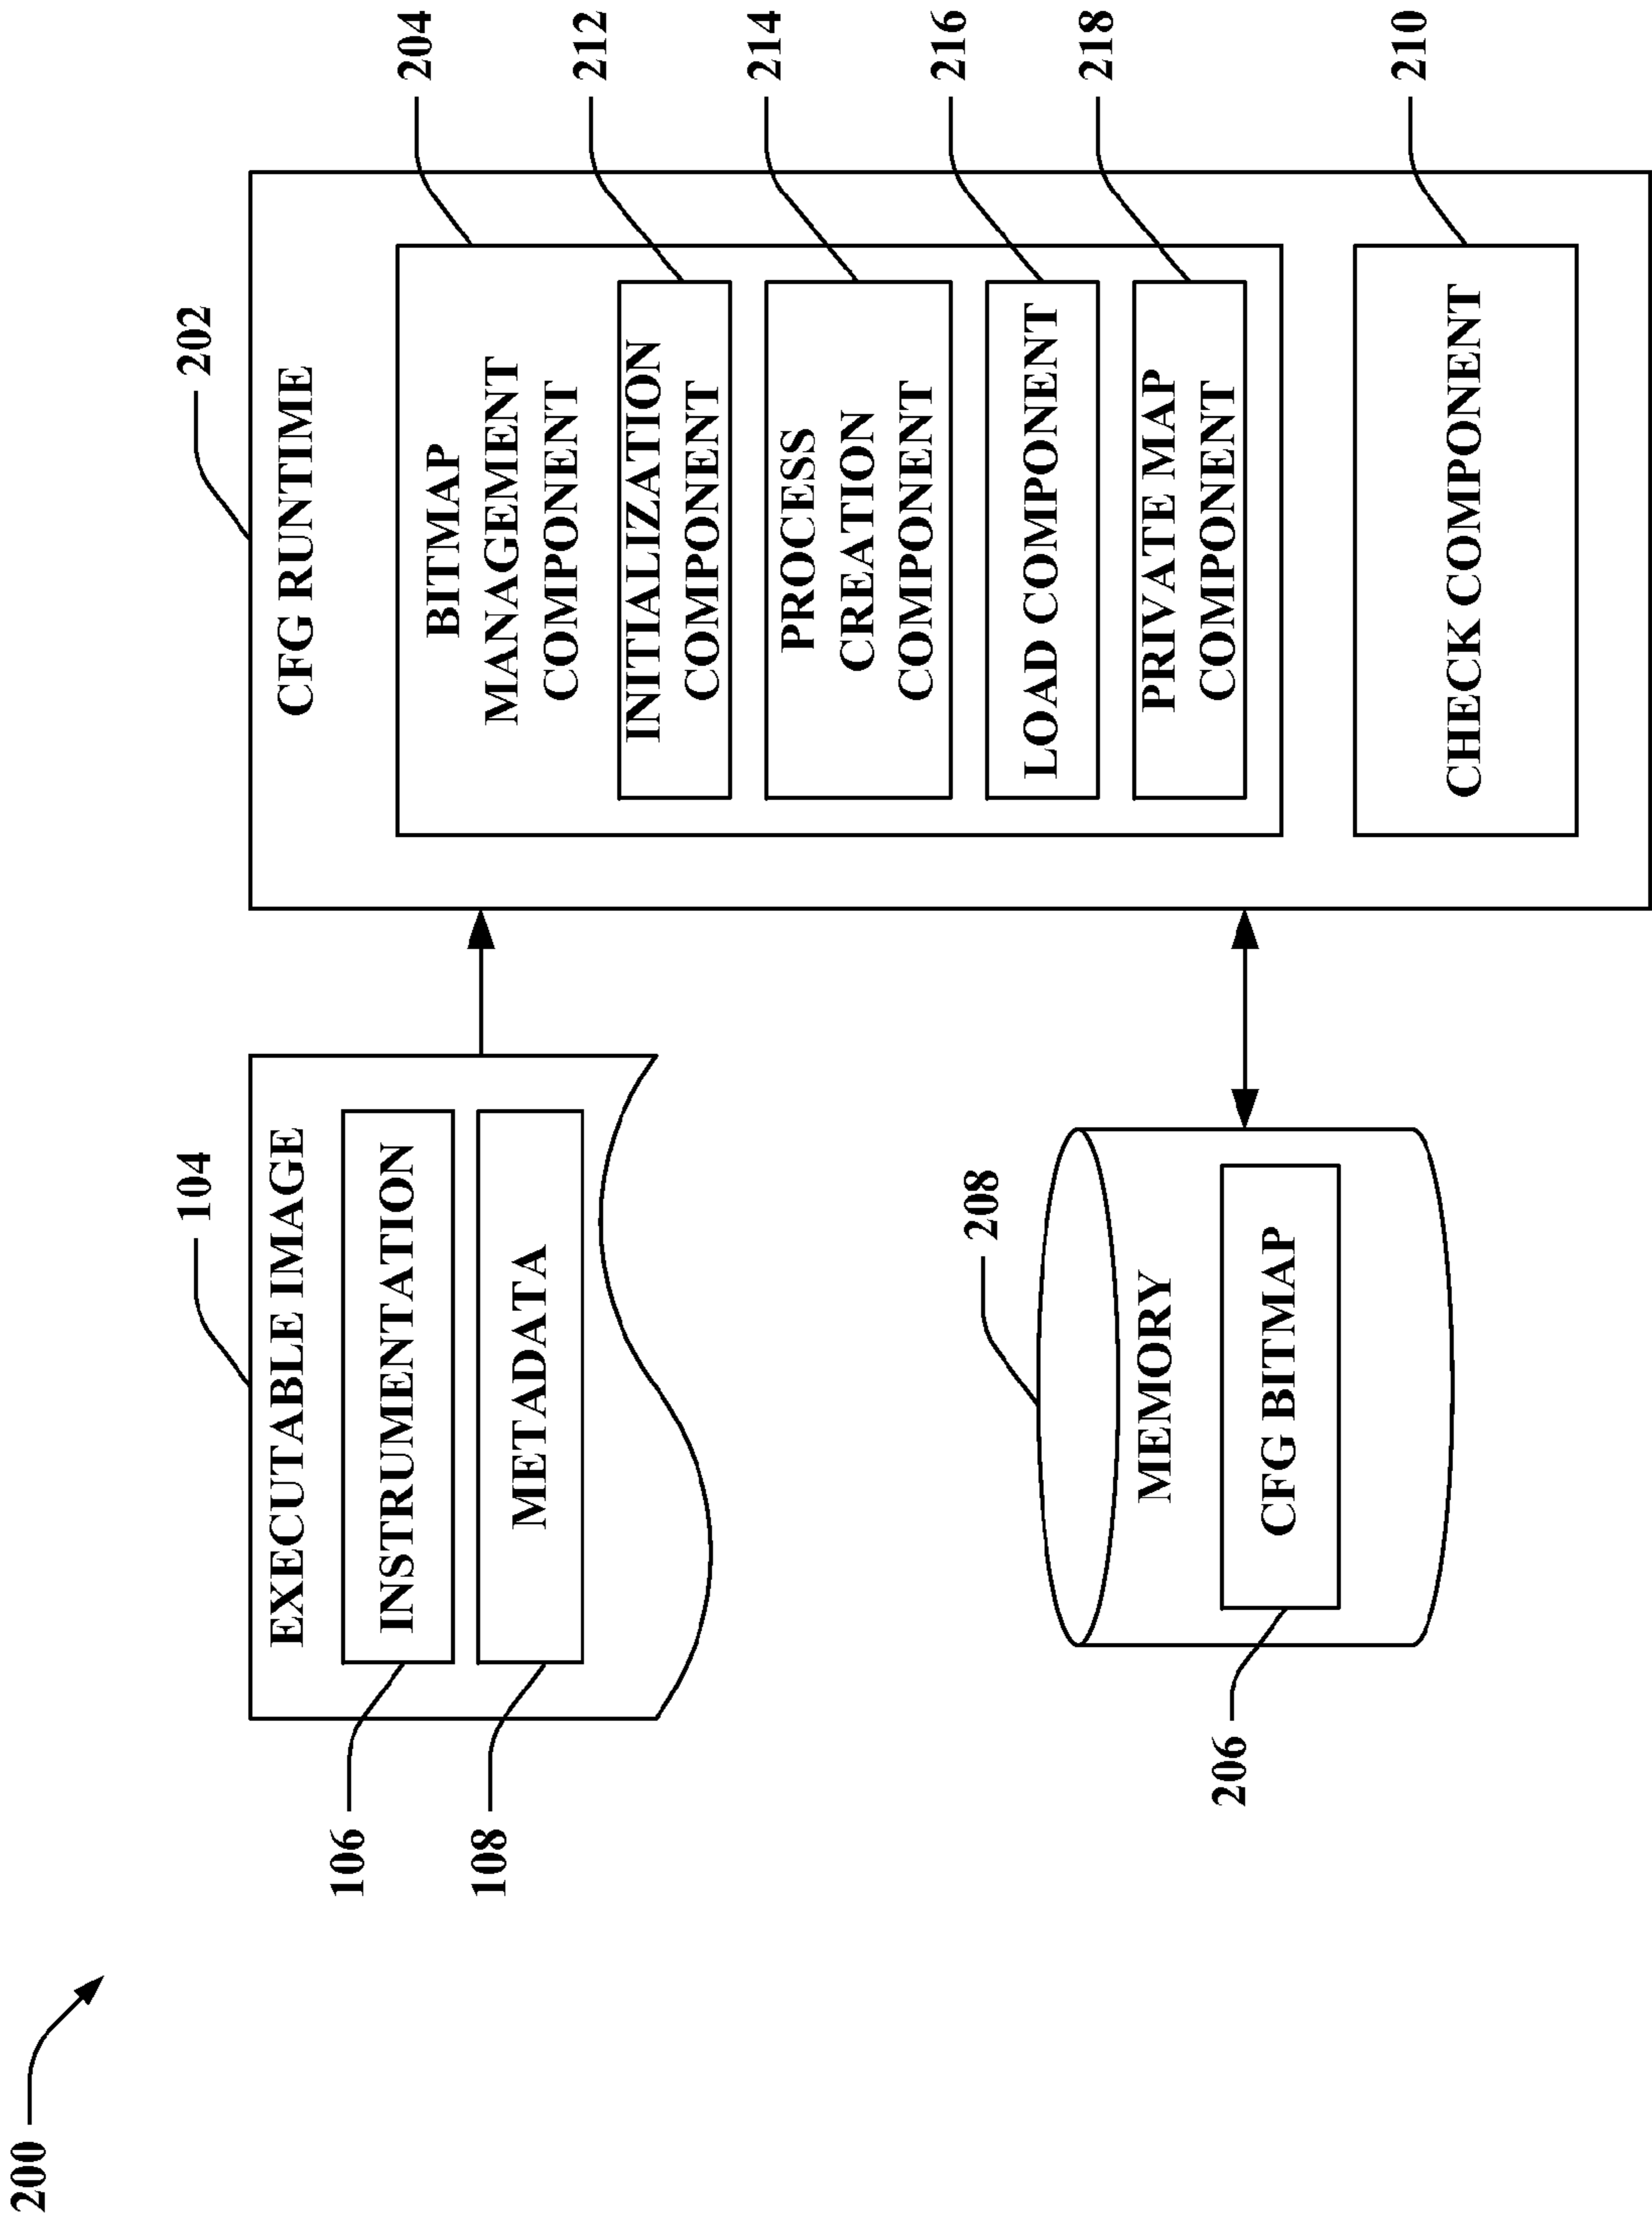 200
104
EXECUTABLE IMAGE
106
INSTRUMENTATION
108
METADATA
208
MEMORY
206
CFG BITMAP
202
CFG RUNTIME
204
BITMAP
MANAGEMENT
COMPONENT
212
INITIALIZATION
COMPONENT
214
PROCESS
CREATION
COMPONENT
216
LOAD COMPONENT
218
PRIVATE MAP
COMPONENT
210
CHECK COMPONENT